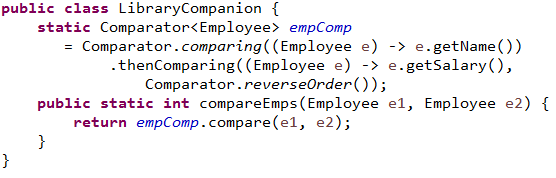 public class LibraryCompanion {
    static Comparator<Employee> empComp
        = Comparator.comparing((Employee e) -> e.getName())
            .thenComparing((Employee e) -> e.getSalary(),
                Comparator.reverseOrder());
    public static int compareEmps(Employee e1, Employee e2) {
        return empComp.compare(e1, e2);
    }
}